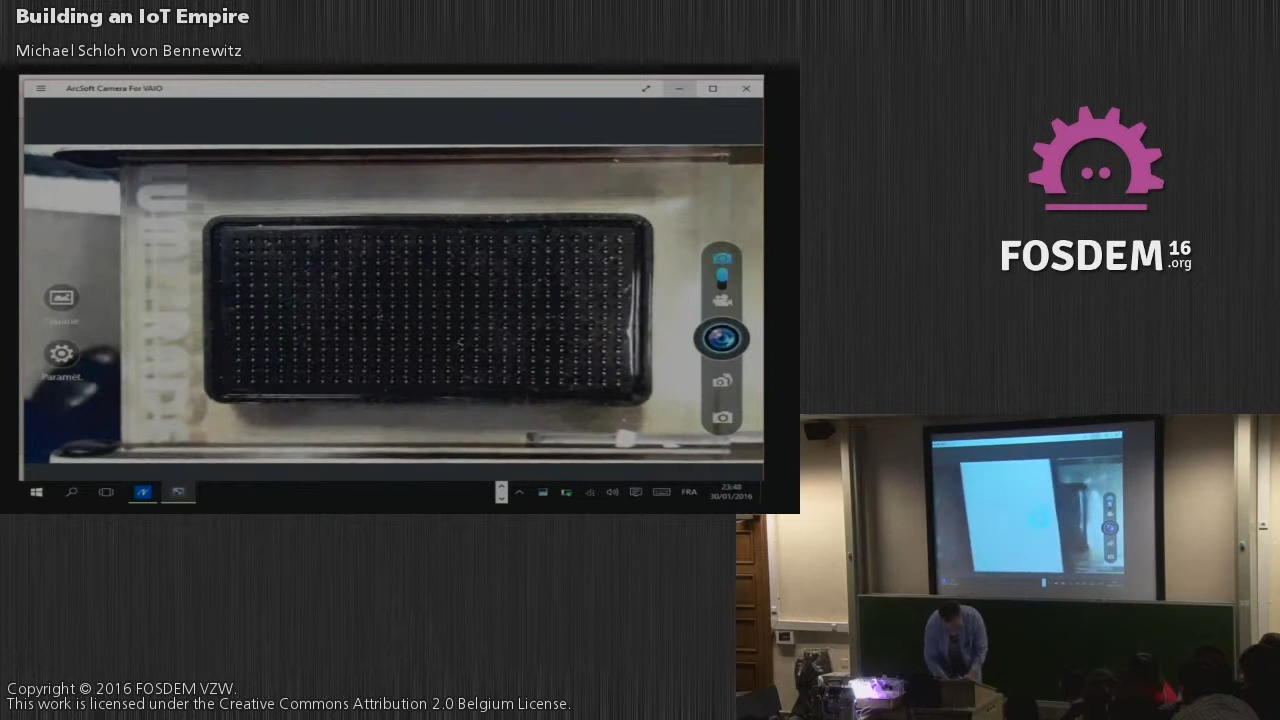 Building an IoT Empire
Michael Schloh von Bennewitz
ArcSoft Camera For VAIO
Paramèt.
FRA
23:48
30/01/2016
FOSDEM 16
.org
Copyright © 2016 FOSDEM VZW.
This work is licensed under the Creative Commons Attribution 2.0 Belgium License.